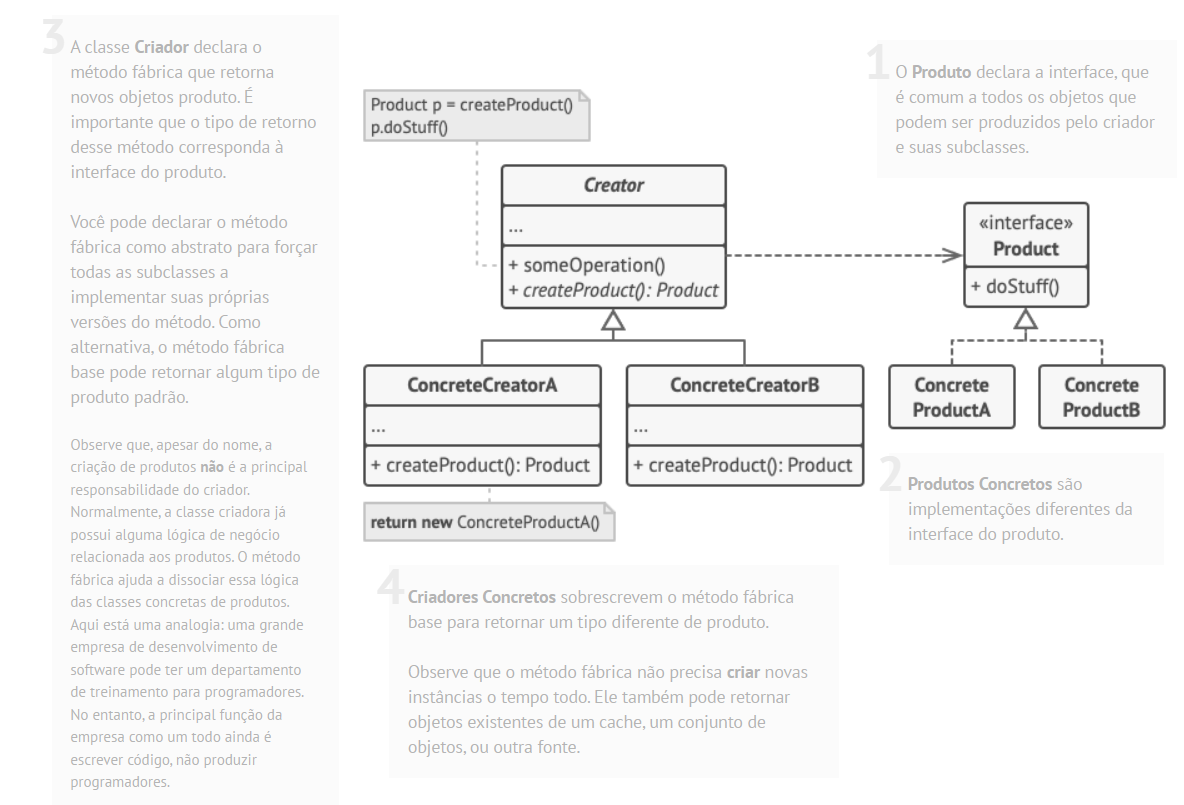 3
A classe Criador declara o
método fábrica que retorna
novos objetos produto. É
importante que o tipo de retorno
desse método corresponda à
interface do produto.
Você pode declarar o método
fábrica como abstrato para forçar
todas as subclasses a
implementar suas próprias
versões do método. Como
alternativa, o método fábrica
base pode retornar algum tipo de
produto padrão.
Observe que, apesar do nome, a
criação de produtos não é a principal
responsabilidade do criador.
Normalmente, a classe criadora já
possui alguma lógica de negócio
relacionada aos produtos. O método
fábrica ajuda a dissociar essa lógica
das classes concretas de produtos.
Aqui está uma analogia: uma grande
empresa de desenvolvimento de
software pode ter um departamento
de treinamento para programadores.
No entanto, a principal função da
empresa como um todo ainda é
escrever código, não produzir
programadores.
Product p = createProduct()
p.doStuff()
Creator
...
+ someOperation()
+ createProduct(): Product
ConcreteCreatorA
...
+ createProduct(): Product
ConcreteCreatorB
...
+ createProduct(): Product
return new ConcreteProductA()
1
O Produto declara a interface, que
é comum a todos os objetos que
podem ser produzidos pelo criador
e suas subclasses.
«interface»
Product
+ doStuff()
Concrete
ProductA
Concrete
ProductB
2
Produtos Concretos são
implementações diferentes da
interface do produto.
4
Criadores Concretos sobrescrevem o método fábrica
base para retornar um tipo diferente de produto.
Observe que o método fábrica não precisa criar novas
instâncias o tempo todo. Ele também pode retornar
objetos existentes de um cache, um conjunto de
objetos, ou outra fonte.